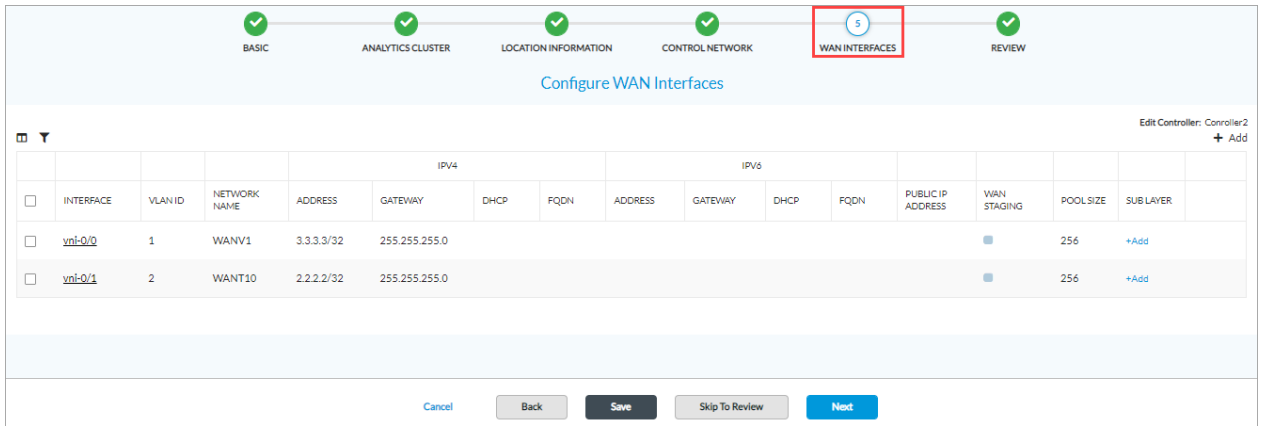 5
BASIC ANALYTICS CLUSTER LOCATION INFORMATION CONTROL NETWORK WAN INTERFACES REVIEW
Configure WAN Interfaces
Edit Controller: Conroller2
+ Add
IPV4 IPV6
INTERFACE VLAN ID NETWORK NAME ADDRESS GATEWAY DHCP FQDN ADDRESS GATEWAY DHCP FQDN PUBLIC IP ADDRESS WAN STAGING POOL SIZE SUB LAYER
vni-0/0 1 WANV1 3.3.3.3/32 255.255.255.0 256 +Add
vni-0/1 2 WANT10 2.2.2.2/32 255.255.255.0 256 +Add
Cancel Back Save Skip To Review Next